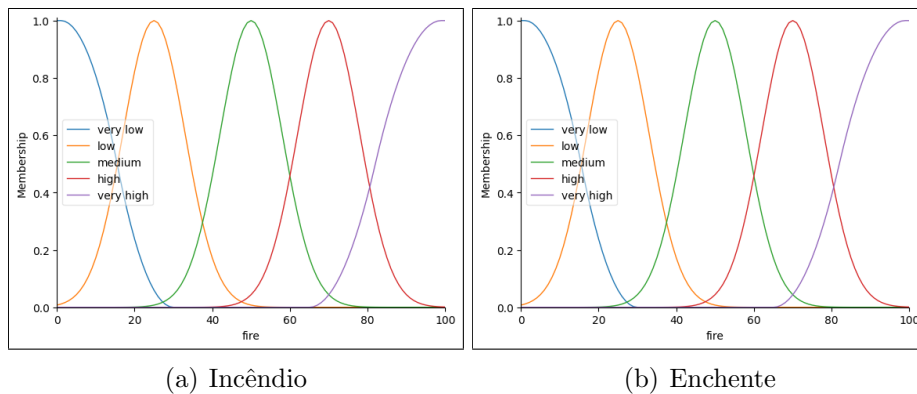 1.0
0.8
0.6
0.4
0.2
0.0
Membership
very low
low
medium
high
very high
0 20 40 60 80 100
fire
(a) Incêndio
1.0
0.8
0.6
0.4
0.2
0.0
Membership
very low
low
medium
high
very high
0 20 40 60 80 100
fire
(b) Enchente